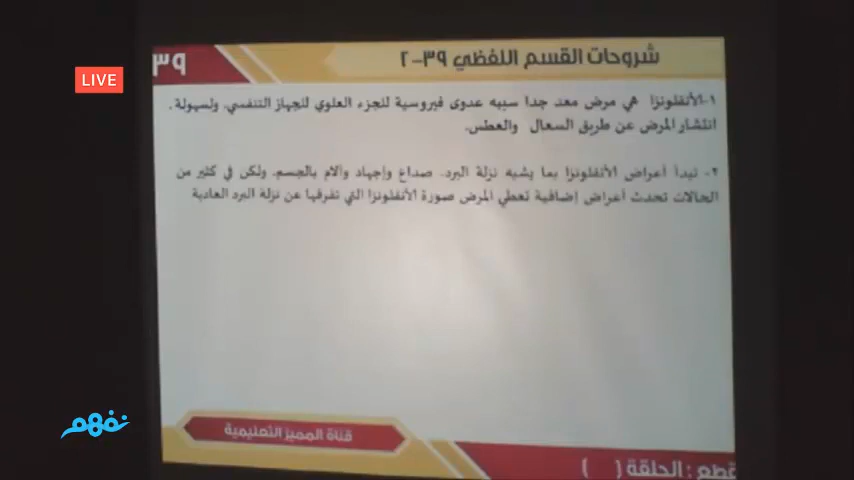 LIVE
٣٩
شروحات القسم اللفظي ٣٩-٢
١-الأنفلونزا هي مرض معد جدا سببه عدوى فيروسية للجزء العلوي للجهاز التنفسي. ولسهولة.
انتشار المرض عن طريق السعال والعطس.
٢- تبدأ أعراض الأنفلونزا بما يشبه نزلة البرد. صداع وإجهاد وآلام بالجسم. ولكن في كثير من
الحالات تحدث أعراض إضافية تعطي المرض صورة الأنفلونزا التي تفرقها عن نزلة البرد العادية
نفهم
قناة المميز التعليمية
قطع : الحلقة ( )